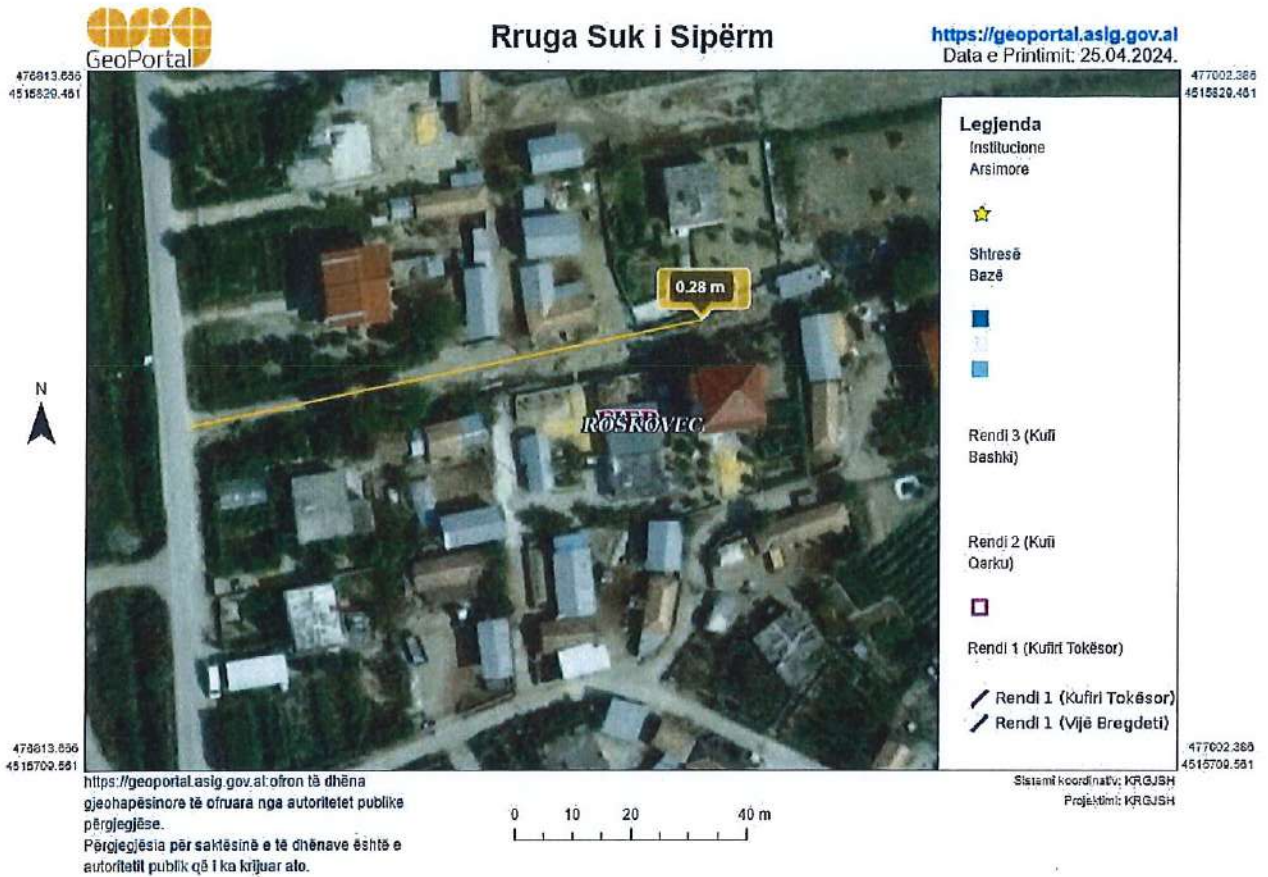 asig
GeoPortal
Rruga Suk i Sipërm
https://geoportal.asig.gov.al
Data e Printimit: 25.04.2024.
476813.656
4515829.461
477002.386
4515829.461
0.28 m
FIER
ROSKOVEC
N
Legjenda
Institucione
Arsimore
Shtresë
Bazë
Rendi 3 (Kufi
Bashki)
Rendi 2 (Kufi
Qarku)
Rendi 1 (Kufiri Tokësor)
Rendi 1 (Kufiri Tokësor)
Rendi 1 (Vijë Bregdeti)
476813.656
4515709.561
477002.386
4515709.561
https://geoportal.asig.gov.al ofron të dhëna
gjeohapësinore të ofruara nga autoritetet publike
përgjegjëse.
Përgjegjësia për saktësinë e të dhënave është e
autoritetit publik që i ka krijuar ato.
0 10 20 40 m
Sistemi koordinativ: KRGJSH
Projektimi: KRGJSH